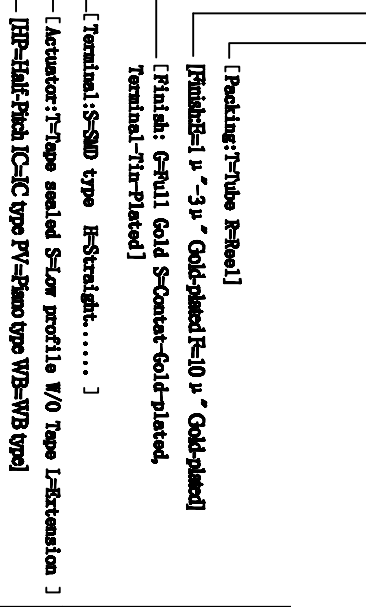 [Packing:T=Tube R=Reel]
[Finish:E=1μ″-3μ″ Gold-plated F=10μ″ Gold-plated]
[Finish: G=Full Gold S=Contat-Gold-plated,
Terminal-Tin-Plated]
[Terminal:S=SMD type H=Straight...... ]
[Actuator:T=Tape sealed S=Low profile W/O Tape L=Extension ]
[HP=Half-Pitch IC=IC type PV=Piano type WB=WB type]